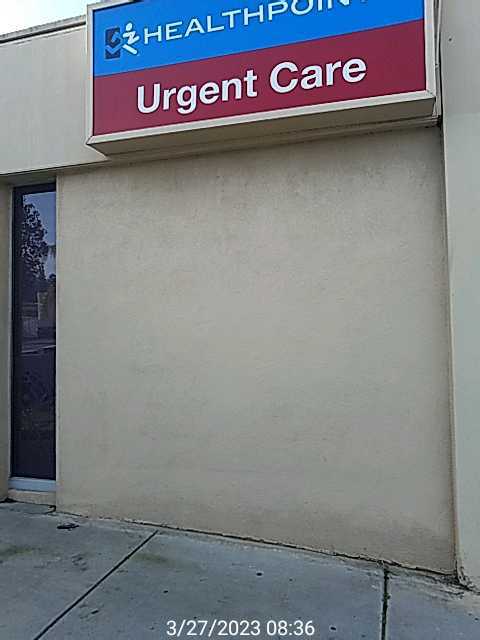 HEALTHPOINT
Urgent Care
3/27/2023 08:36